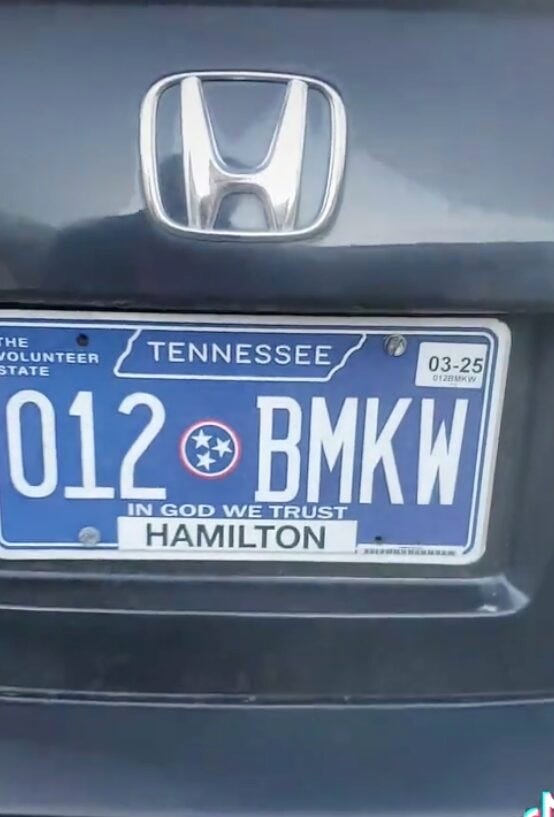 THE
VOLUNTEER
STATE
TENNESSEE
03-25
012BMKW
012 BMKW
IN GOD WE TRUST
HAMILTON